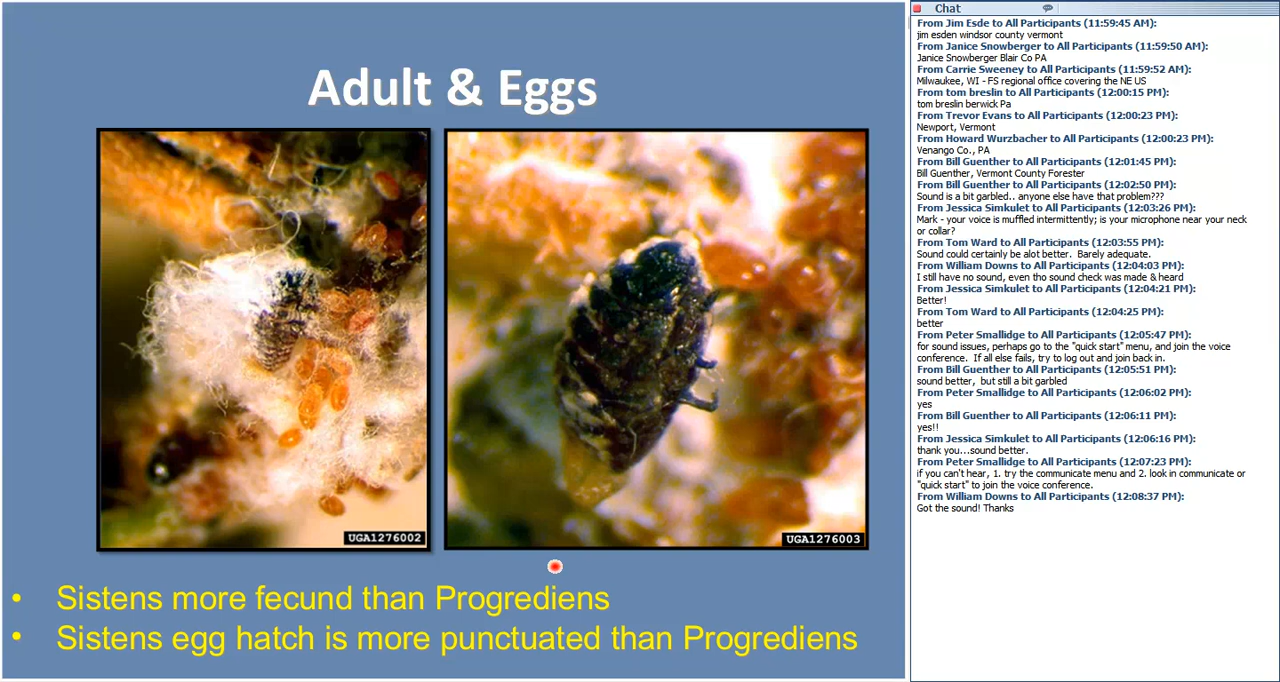 Adult & Eggs
UGA1276002
UGA1276003
• Sistens more fecund than Progrediens
• Sistens egg hatch is more punctuated than Progrediens
Chat
From Jim Esde to All Participants (11:59:45 AM):
jim esden windsor county vermont
From Janice Snowberger to All Participants (11:59:50 AM):
Janice Snowberger Blair Co PA
From Carrie Sweeney to All Participants (11:59:52 AM):
Milwaukee, WI - FS regional office covering the NE US
From tom breslin to All Participants (12:00:15 PM):
tom breslin berwick Pa
From Trevor Evans to All Participants (12:00:23 PM):
Newport, Vermont
From Howard Wurzbacher to All Participants (12:00:23 PM):
Venango Co., PA
From Bill Guenther to All Participants (12:01:45 PM):
Bill Guenther, Vermont County Forester
From Bill Guenther to All Participants (12:02:50 PM):
Sound is a bit garbled.. anyone else have that problem???
From Jessica Simkulet to All Participants (12:03:26 PM):
Mark - your voice is muffled intermittently; is your microphone near your neck
or collar?
From Tom Ward to All Participants (12:03:55 PM):
Sound could certainly be alot better. Barely adequate.
From William Downs to All Participants (12:04:03 PM):
I still have no sound, even tho sound check was made & heard
From Jessica Simkulet to All Participants (12:04:21 PM):
Better!
From Tom Ward to All Participants (12:04:25 PM):
better
From Peter Smallidge to All Participants (12:05:47 PM):
for sound issues, perhaps go to the "quick start" menu, and join the voice
conference. If all else fails, try to log out and join back in.
From Bill Guenther to All Participants (12:05:51 PM):
sound better, but still a bit garbled
From Peter Smallidge to All Participants (12:06:02 PM):
yes
From Bill Guenther to All Participants (12:06:11 PM):
yes!!
From Jessica Simkulet to All Participants (12:06:16 PM):
thank you...sound better.
From Peter Smallidge to All Participants (12:07:23 PM):
if you can't hear, 1. try the communicate menu and 2. look in communicate or
"quick start" to join the voice conference.
From William Downs to All Participants (12:08:37 PM):
Got the sound! Thanks